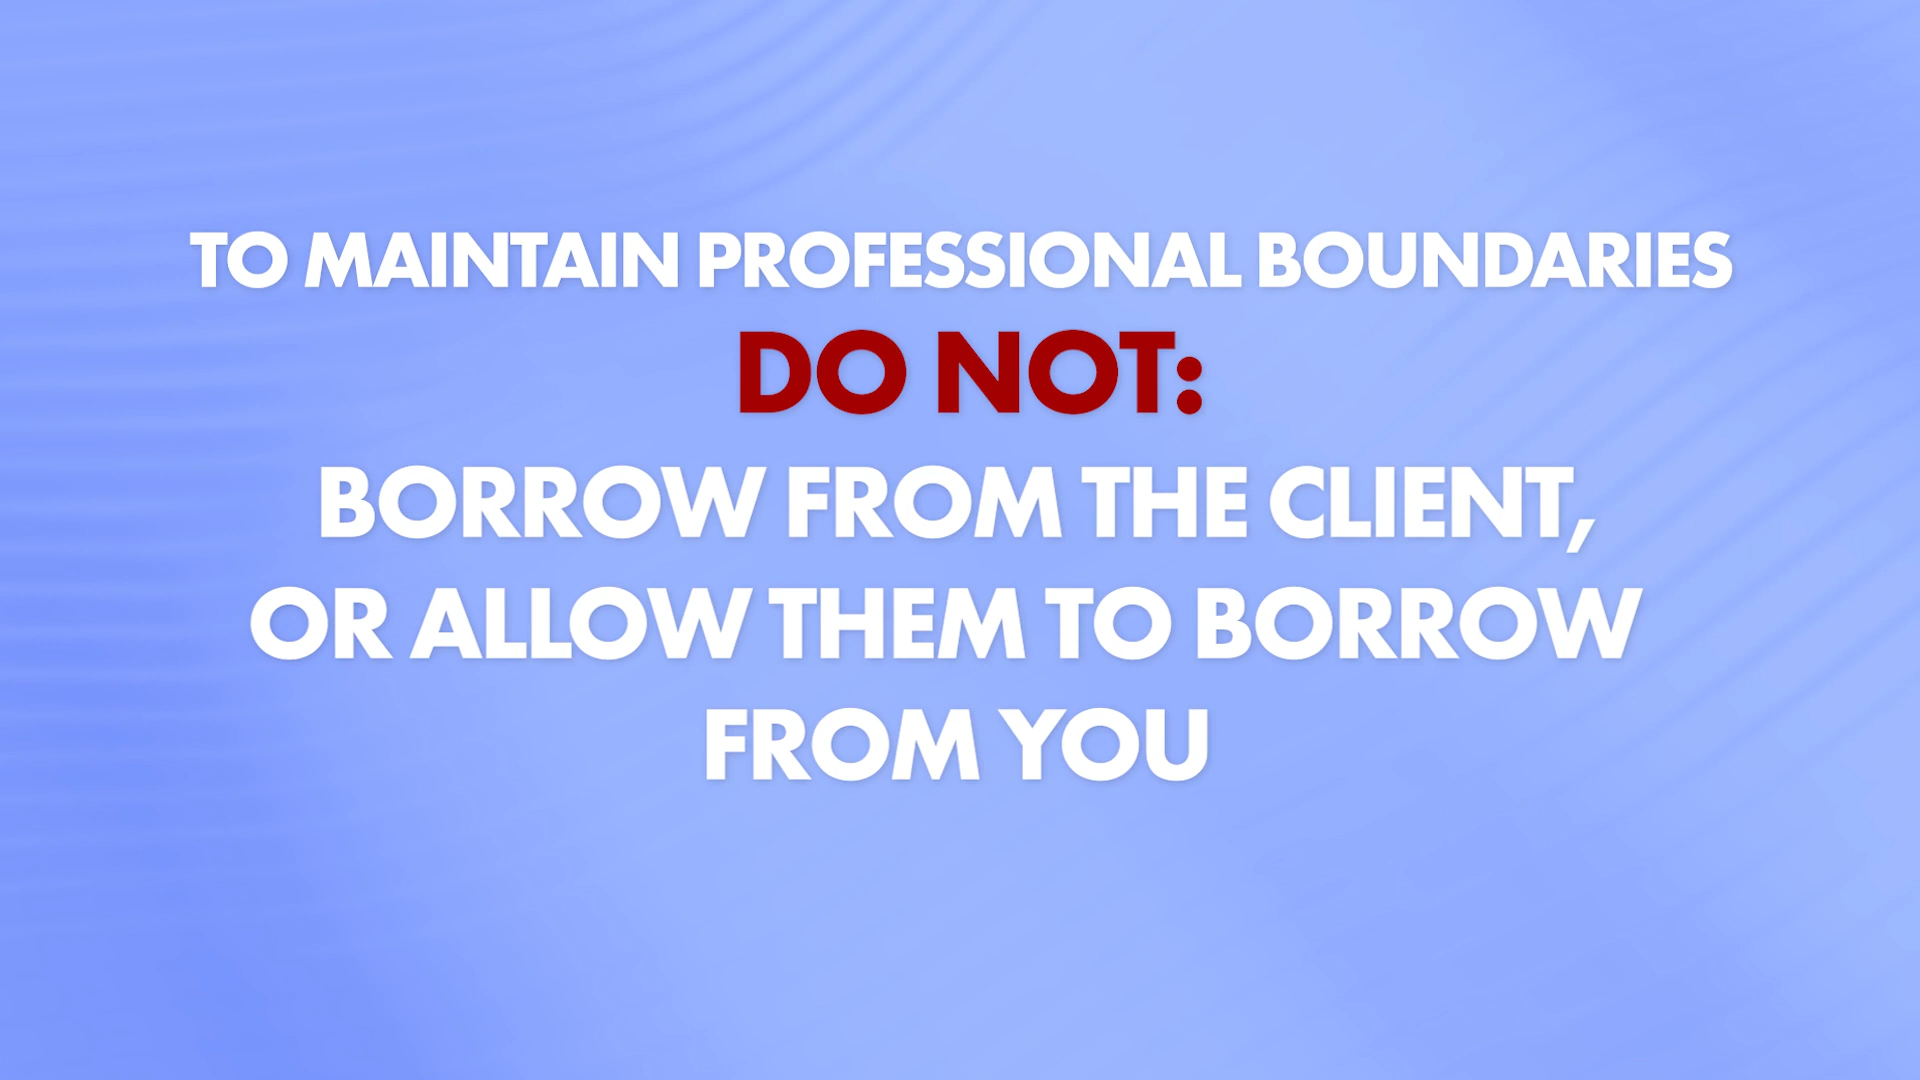 TO MAINTAIN PROFESSIONAL BOUNDARIES
DO NOT:
BORROW FROM THE CLIENT,
OR ALLOW THEM TO BORROW
FROM YOU